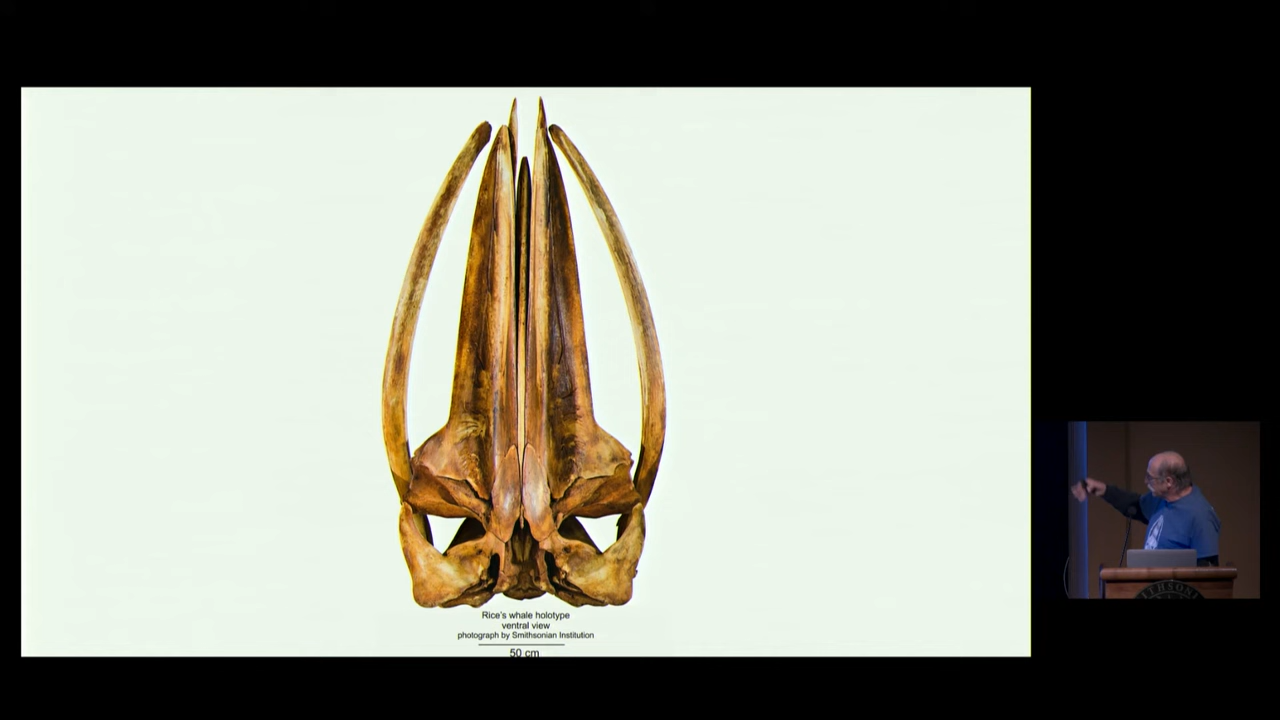 Rice's whale holotype
ventral view
photograph by Smithsonian Institution
50 cm